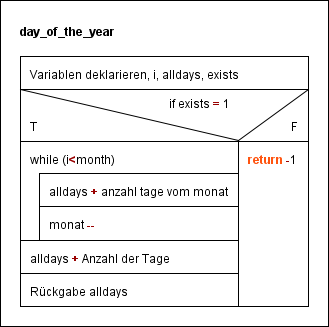 day_of_the_year
Variablen deklarieren, i, alldays, exists
if exists = 1
T
F
while (i<month)
return -1
alldays + anzahl tage vom monat
monat --
alldays + Anzahl der Tage
Rückgabe alldays